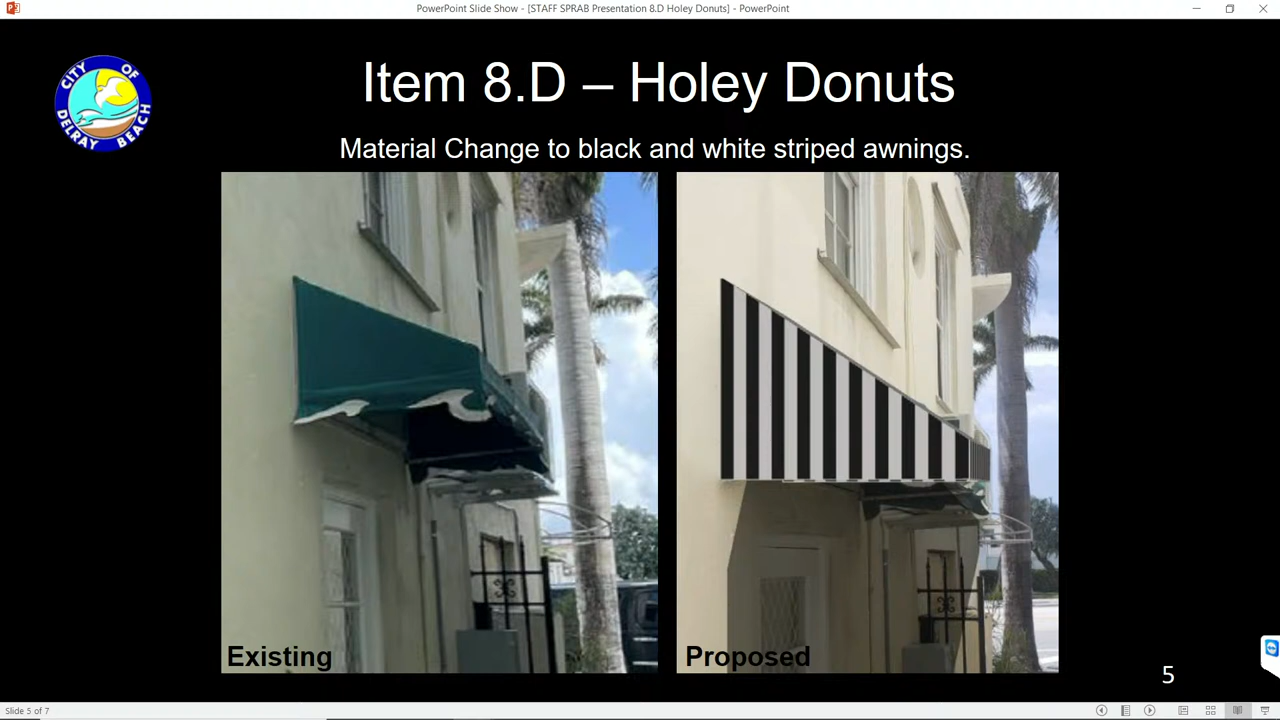 PowerPoint Slide Show - [STAFF SPRAB Presentation 8.D Holey Donuts] - PowerPoint
CITY OF
DELRAY BEACH
Item 8.D – Holey Donuts
Material Change to black and white striped awnings.
Existing
Proposed
5
Slide 5 of 7